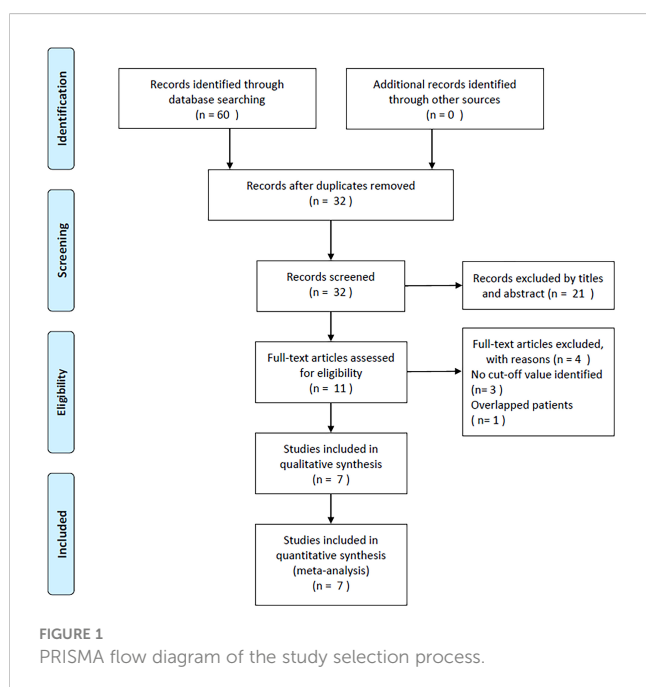 Identification
Records identified through
database searching
(n = 60 )
Additional records identified
through other sources
(n = 0 )
Records after duplicates removed
(n = 32 )
Screening
Records screened
(n = 32 )
Records excluded by titles
and abstract (n = 21 )
Eligibility
Full-text articles assessed
for eligibility
(n = 11 )
Full-text articles excluded,
with reasons (n = 4 )
No cut-off value identified
(n= 3 )
Overlapped patients
( n= 1 )
Studies included in
qualitative synthesis
(n = 7 )
Included
Studies included in
quantitative synthesis
(meta-analysis)
(n = 7 )
FIGURE 1
PRISMA flow diagram of the study selection process.